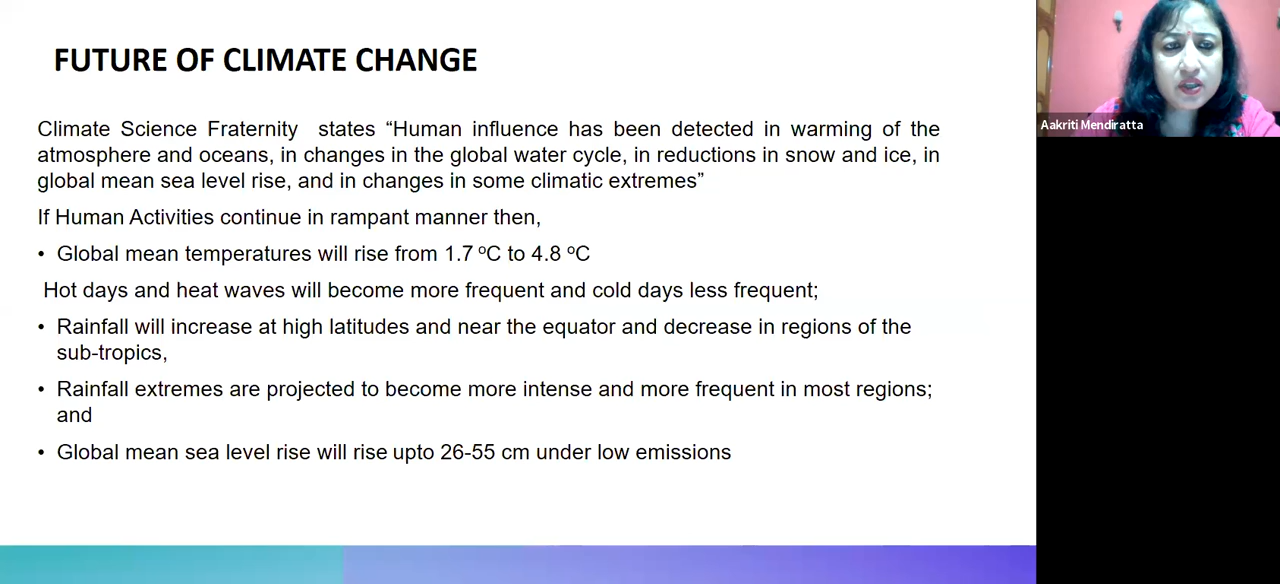 FUTURE OF CLIMATE CHANGE
Climate Science Fraternity states “Human influence has been detected in warming of the
atmosphere and oceans, in changes in the global water cycle, in reductions in snow and ice, in
global mean sea level rise, and in changes in some climatic extremes”
If Human Activities continue in rampant manner then,
• Global mean temperatures will rise from 1.7 ºC to 4.8 ºC
Hot days and heat waves will become more frequent and cold days less frequent;
• Rainfall will increase at high latitudes and near the equator and decrease in regions of the
sub-tropics,
• Rainfall extremes are projected to become more intense and more frequent in most regions;
and
• Global mean sea level rise will rise upto 26-55 cm under low emissions
Aakriti Mendiratta